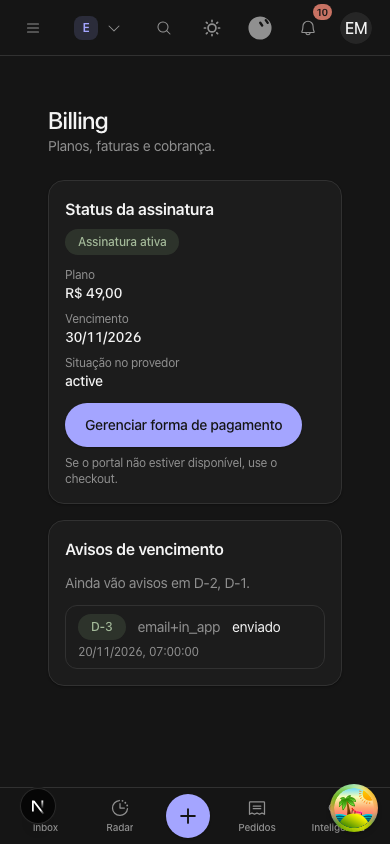 E
10
EM
Billing
Planos, faturas e cobrança.
Status da assinatura
Assinatura ativa
Plano
R$ 49,00
Vencimento
30/11/2026
Situação no provedor
active
Gerenciar forma de pagamento
Se o portal não estiver disponível, use o
checkout.
Avisos de vencimento
Ainda vão avisos em D-2, D-1.
D-3 email+in_app enviado
20/11/2026, 07:00:00
N
Inbox Radar Pedidos